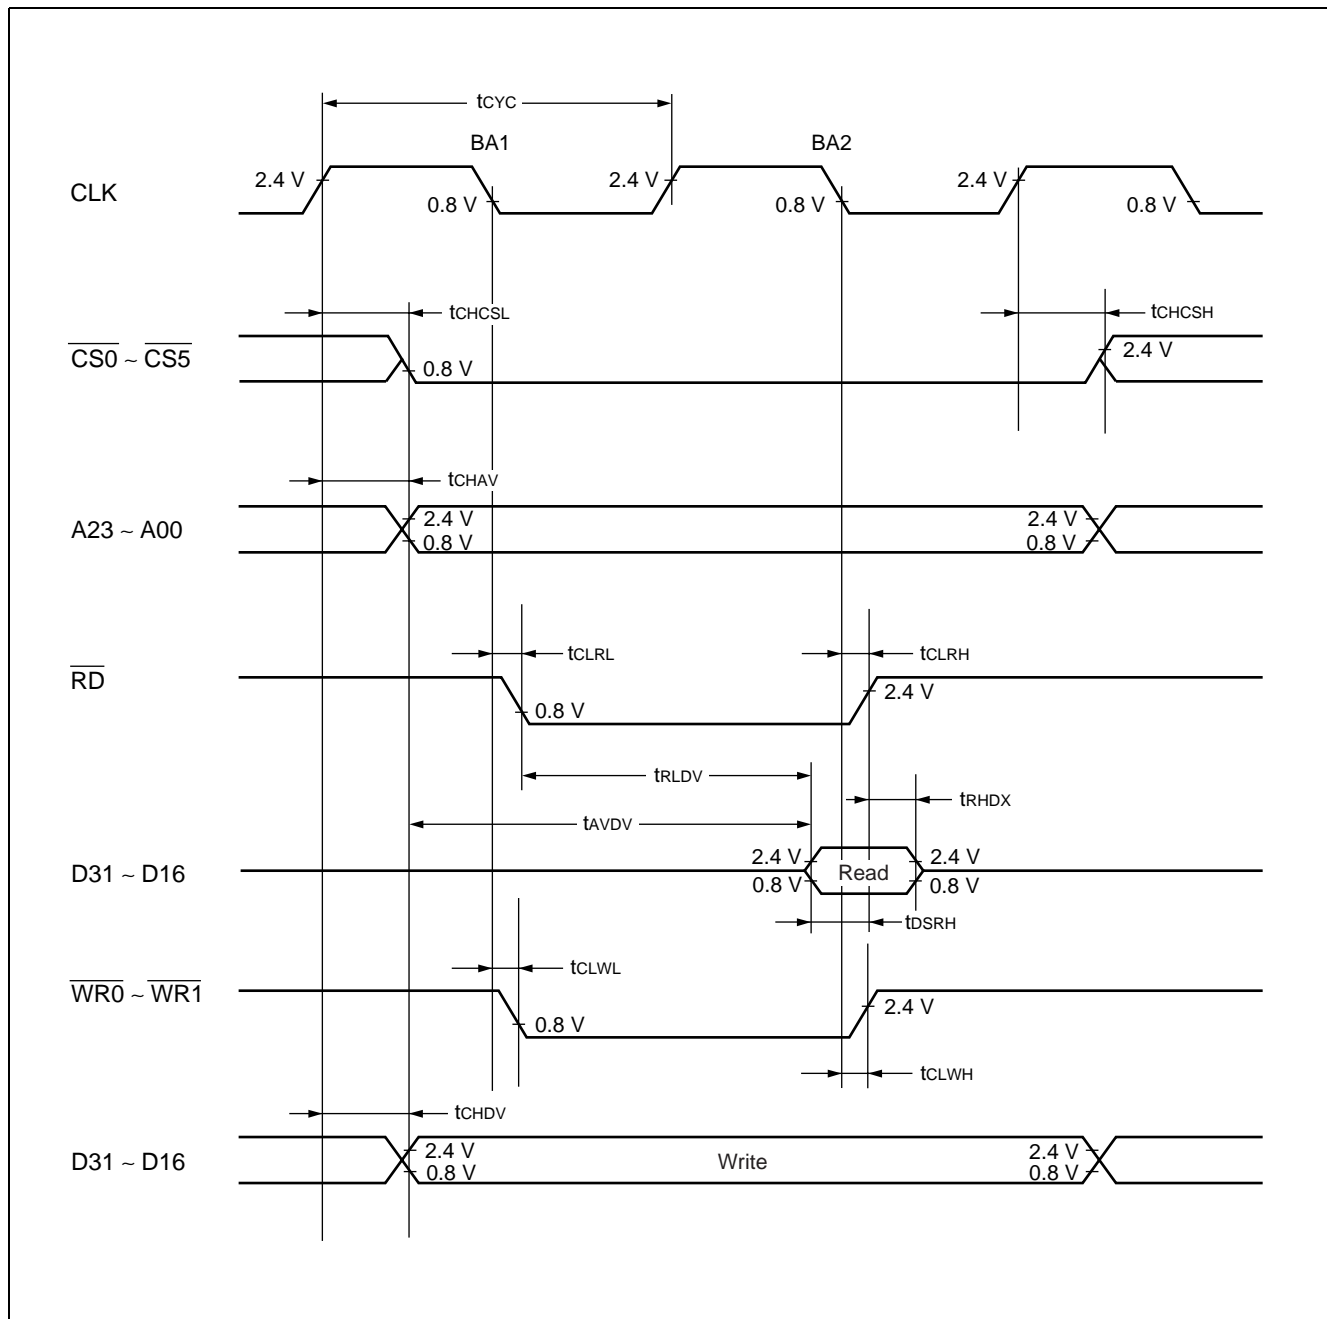 tCYC
BA1
BA2
CLK
2.4 V
0.8 V
2.4 V
0.8 V
2.4 V
0.8 V
tCHCSL
tCHCSH
CS0 ~ CS5
0.8 V
2.4 V
tCHAV
A23 ~ A00
2.4 V
0.8 V
2.4 V
0.8 V
tCLRL
tCLRH
RD
0.8 V
2.4 V
tRLDV
tRHDX
tAVDV
D31 ~ D16
2.4 V
0.8 V
Read
2.4 V
0.8 V
tDSRH
tCLWL
WR0 ~ WR1
0.8 V
2.4 V
tCLWH
tCHDV
D31 ~ D16
2.4 V
0.8 V
Write
2.4 V
0.8 V